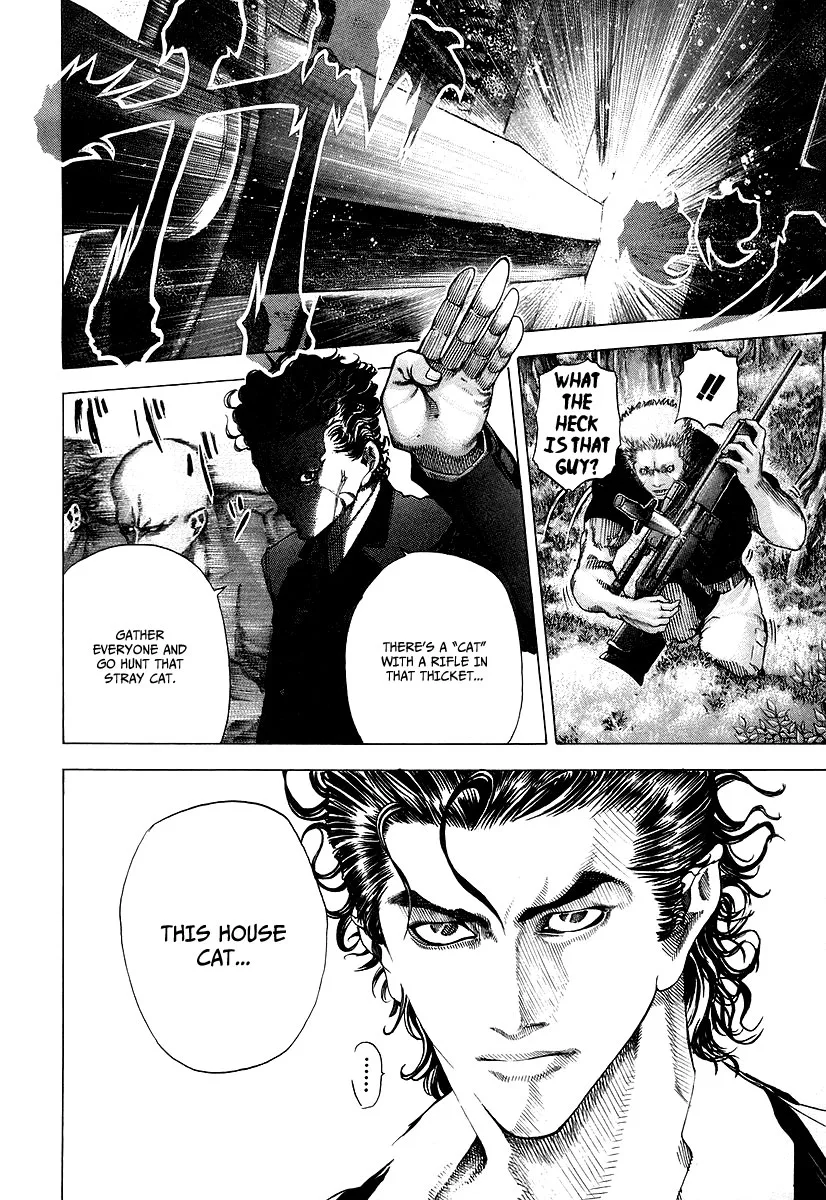 !!
WHAT
THE
HECK
IS THAT
GUY?
THERE'S A "CAT"
WITH A RIFLE IN
THAT THICKET...
GATHER
EVERYONE AND
GO HUNT THAT
STRAY CAT.
THIS HOUSE
CAT...
......